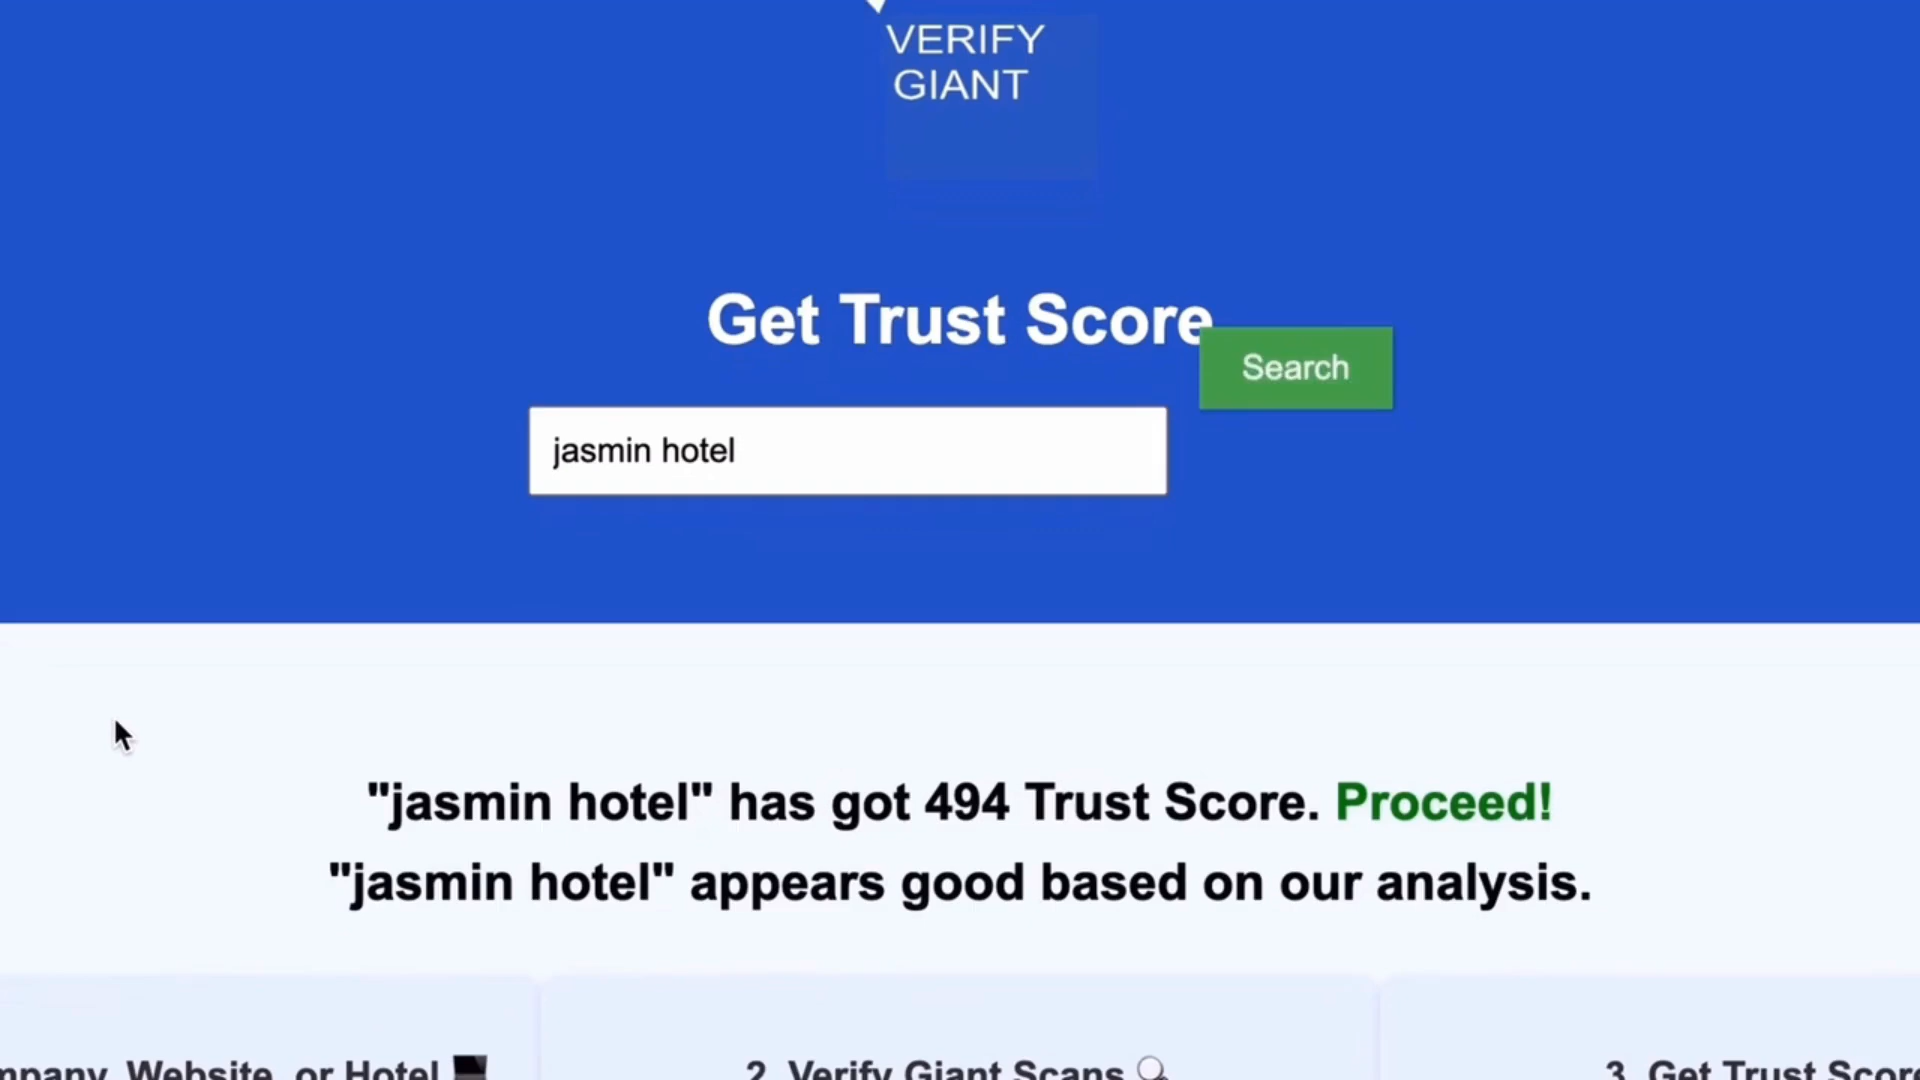 VERIFY
GIANT
Get Trust Score
Search
jasmin hotel
"jasmin hotel" has got 494 Trust Score. Proceed!
"jasmin hotel" appears good based on our analysis.
Website, or Hotel
2. Verify Giant Scans
3. Get Trust Score